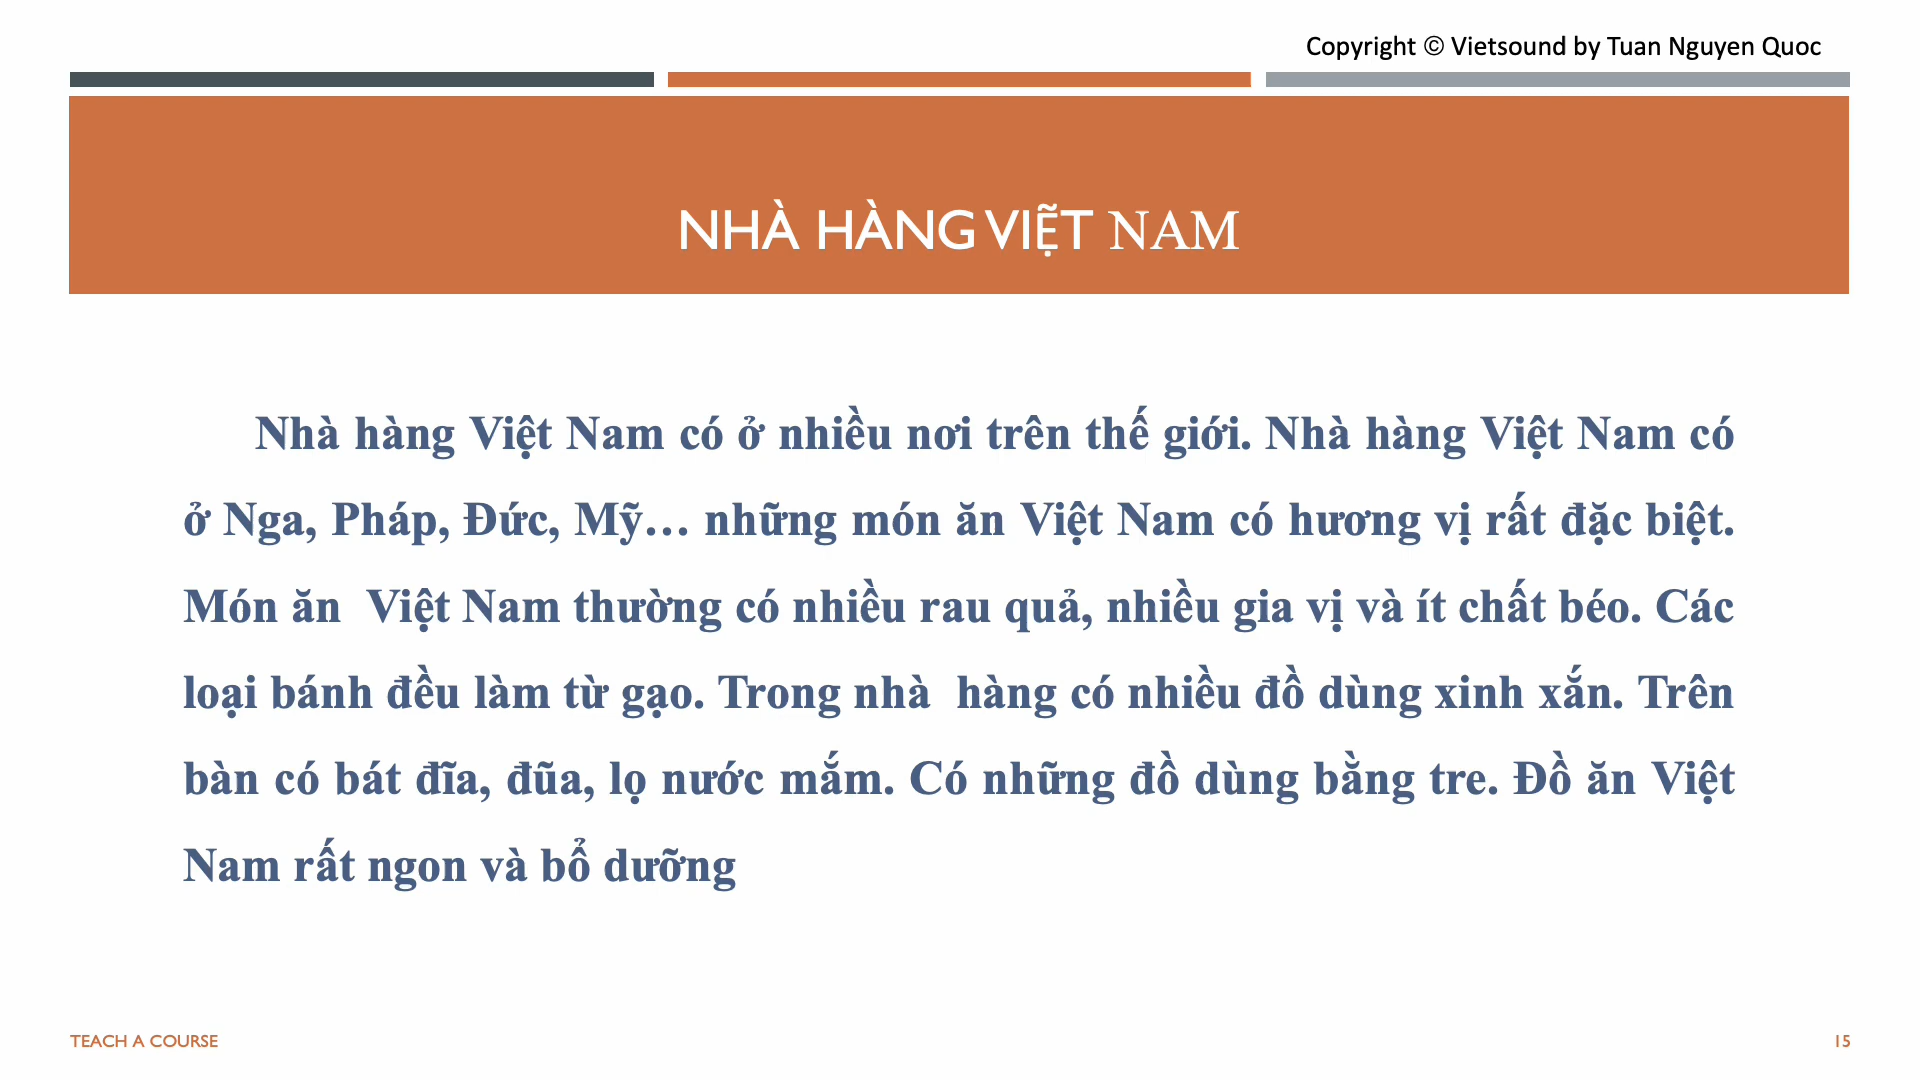 Copyright © Vietsound by Tuan Nguyen Quoc
NHÀ HÀNG VIẸ̃T NAM
Nhà hàng Việt Nam có ở nhiều nơi trên thế giới. Nhà hàng Việt Nam có
ở Nga, Pháp, Đức, Mỹ… những món ăn Việt Nam có hương vị rất đặc biệt.
Món ăn Việt Nam thường có nhiều rau quả, nhiều gia vị và ít chất béo. Các
loại bánh đều làm từ gạo. Trong nhà hàng có nhiều đồ dùng xinh xắn. Trên
bàn có bát đĩa, đũa, lọ nước mắm. Có những đồ dùng bằng tre. Đồ ăn Việt
Nam rất ngon và bổ dưỡng
TEACH A COURSE
15